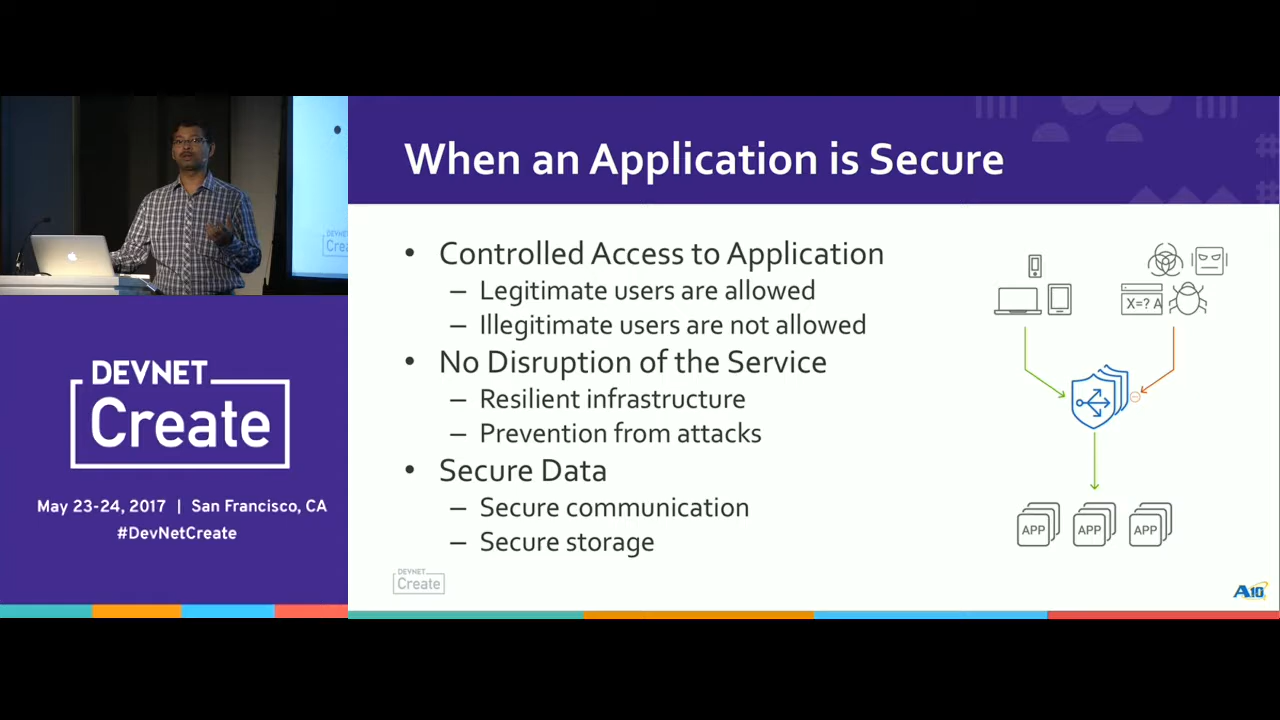 When an Application is Secure
• Controlled Access to Application
– Legitimate users are allowed
– Illegitimate users are not allowed
• No Disruption of the Service
– Resilient infrastructure
– Prevention from attacks
• Secure Data
– Secure communication
– Secure storage
X=? A
APP
APP
APP
DEVNET
Create
A10
DEVNET
Create
May 23-24, 2017 | San Francisco, CA
#DevNetCreate